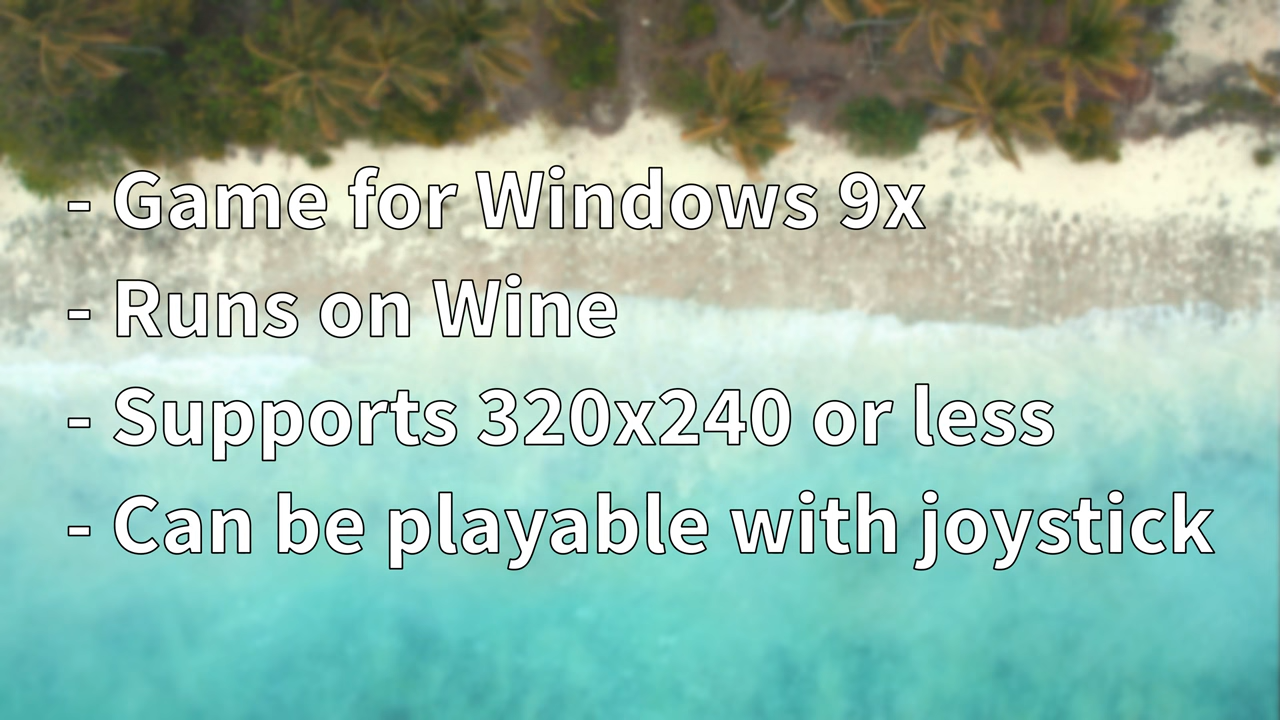 - Game for Windows 9x
- Runs on Wine
- Supports 320x240 or less
- Can be playable with joystick